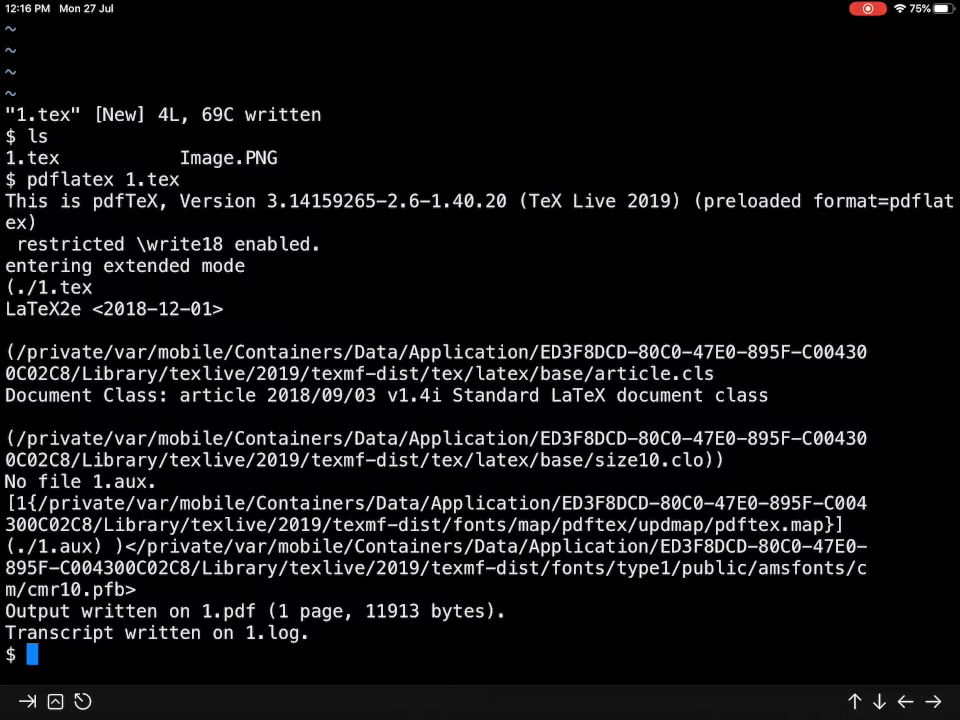 12:16 PM Mon 27 Jul 75%
~
~
~
~
"1.tex" [New] 4L, 69C written
$ ls
1.tex Image.PNG
$ pdflatex 1.tex
This is pdfTeX, Version 3.14159265-2.6-1.40.20 (TeX Live 2019) (preloaded format=pdflat
ex)
restricted \write18 enabled.
entering extended mode
(./1.tex
LaTeX2e <2018-12-01>
(/private/var/mobile/Containers/Data/Application/ED3F8DCD-80C0-47E0-895F-C00430
0C02C8/Library/texlive/2019/texmf-dist/tex/latex/base/article.cls
Document Class: article 2018/09/03 v1.4i Standard LaTeX document class
(/private/var/mobile/Containers/Data/Application/ED3F8DCD-80C0-47E0-895F-C00430
0C02C8/Library/texlive/2019/texmf-dist/tex/latex/base/size10.clo))
No file 1.aux.
[1{/private/var/mobile/Containers/Data/Application/ED3F8DCD-80C0-47E0-895F-C004
300C02C8/Library/texlive/2019/texmf-dist/fonts/map/pdftex/updmap/pdftex.map}]
(./1.aux) )</private/var/mobile/Containers/Data/Application/ED3F8DCD-80C0-47E0-
895F-C004300C02C8/Library/texlive/2019/texmf-dist/fonts/type1/public/amsfonts/c
m/cmr10.pfb>
Output written on 1.pdf (1 page, 11913 bytes).
Transcript written on 1.log.
$